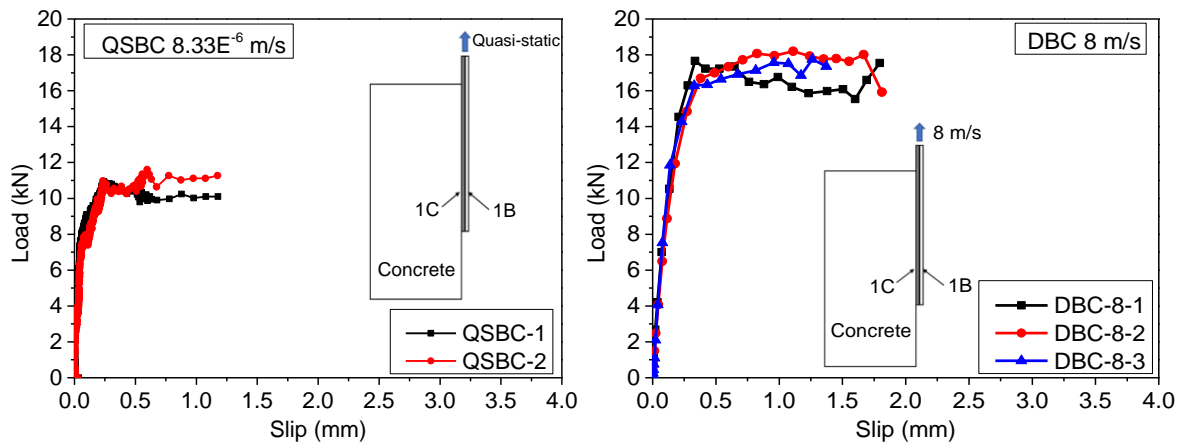 QSBC 8.33E-6 m/s
Quasi-static
1C
1B
Concrete
QSBC-1
QSBC-2
Load (kN)
20
18
16
14
12
10
8
6
4
2
0
0.0 0.5 1.0 1.5 2.0 2.5 3.0 3.5 4.0
Slip (mm)
DBC 8 m/s
8 m/s
1C
1B
Concrete
DBC-8-1
DBC-8-2
DBC-8-3
Load (kN)
20
18
16
14
12
10
8
6
4
2
0
0.0 0.5 1.0 1.5 2.0 2.5 3.0 3.5 4.0
Slip (mm)